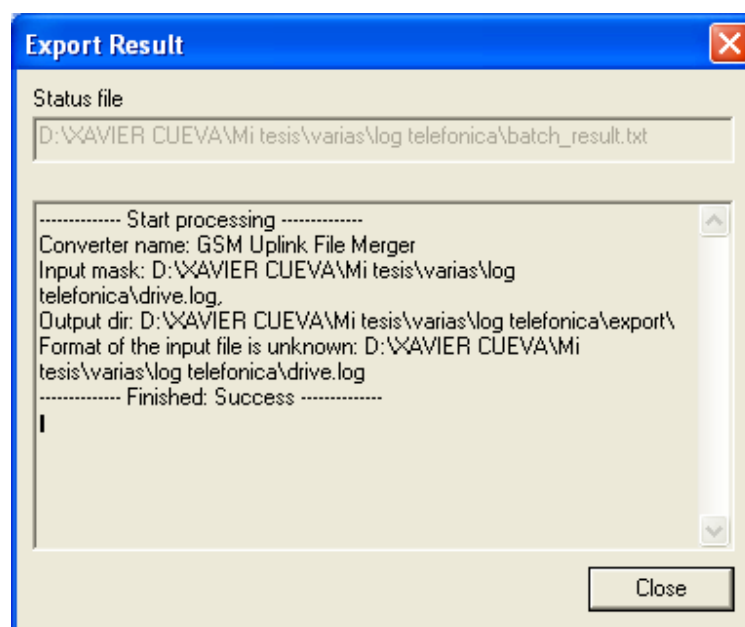 Export Result
Status file
D:\XAVIER CUEVA\Mi tesis\varias\log telefonica\batch_result.txt
------------- Start processing -------------
Converter name: GSM Uplink File Merger
Input mask: D:\XAVIER CUEVA\Mi tesis\varias\log
telefonica\drive.log,
Output dir: D:\XAVIER CUEVA\Mi tesis\varias\log telefonica\export\
Format of the input file is unknown: D:\XAVIER CUEVA\Mi
tesis\varias\log telefonica\drive.log
------------- Finished: Success -------------
Close